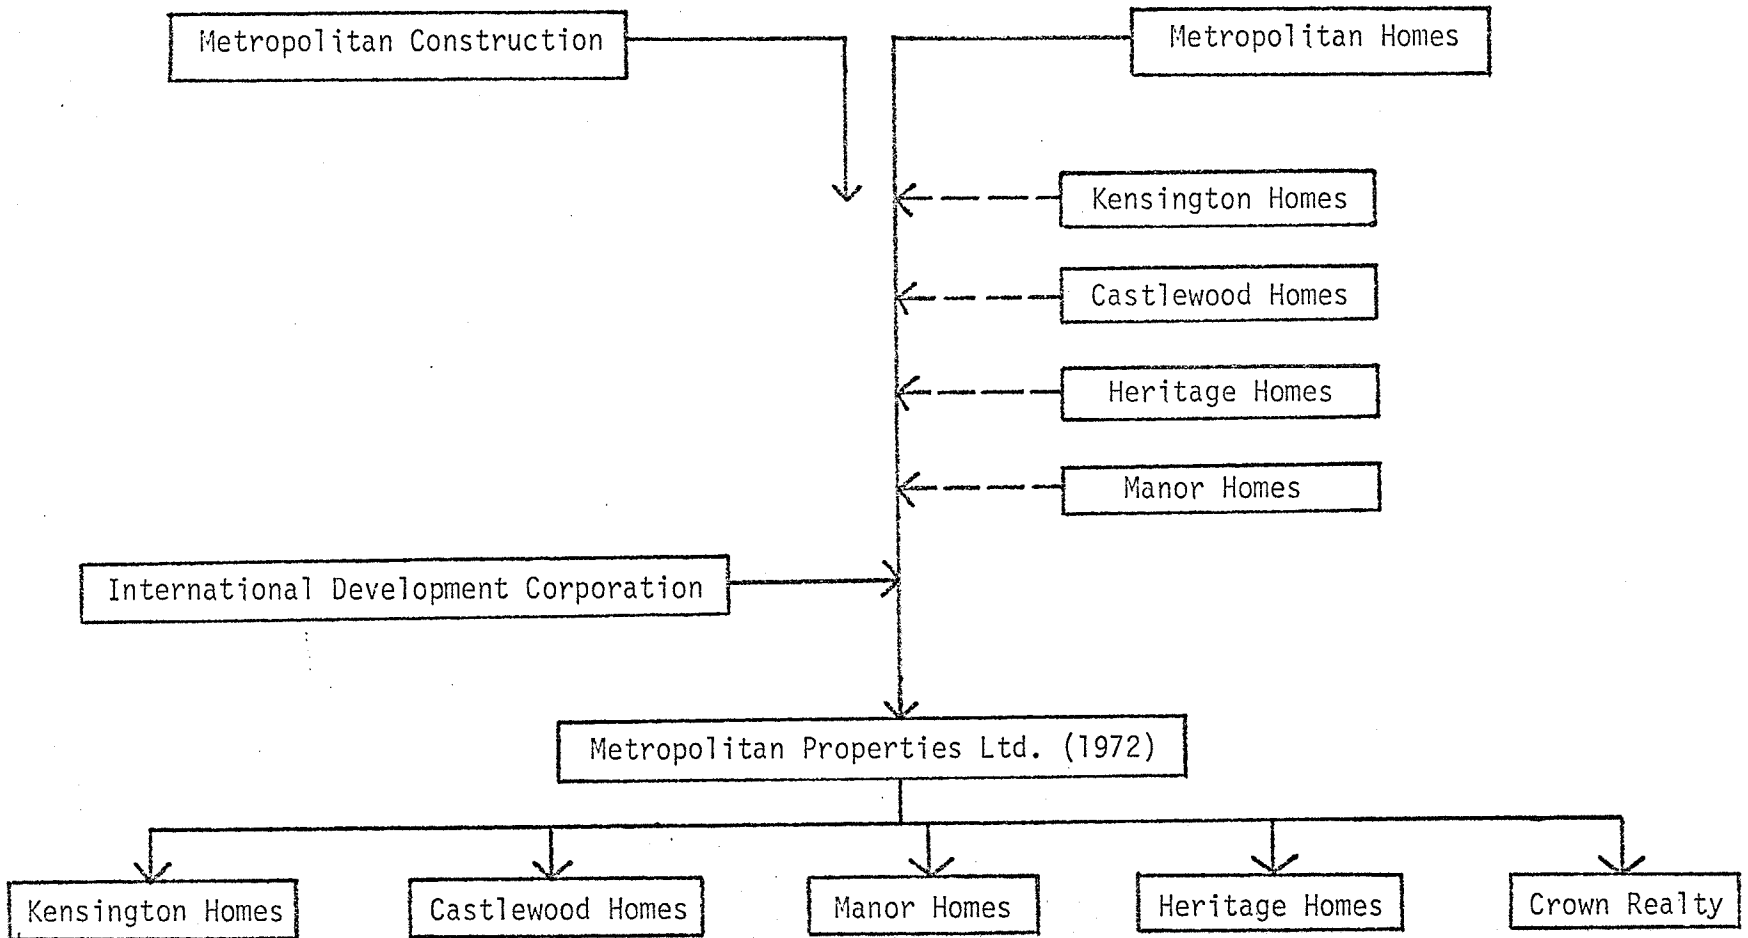 Metropolitan Construction
Metropolitan Homes
Kensington Homes
Castlewood Homes
Heritage Homes
Manor Homes
International Development Corporation
Metropolitan Properties Ltd. (1972)
Kensington Homes
Castlewood Homes
Manor Homes
Heritage Homes
Crown Realty